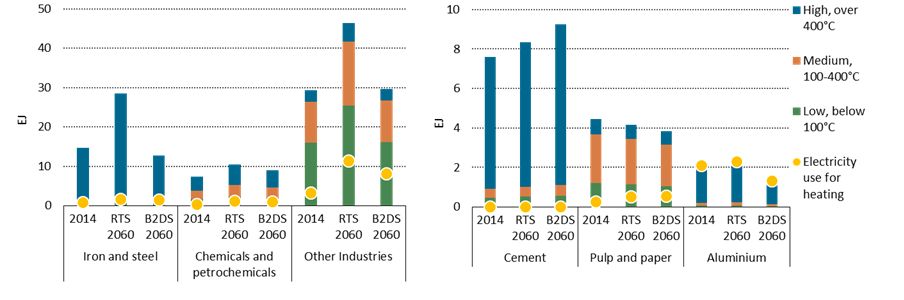 50
40
30
20
10
0
EJ
2014 RTS B2DS 2014 RTS B2DS 2014 RTS B2DS
2060 2060 2060 2060 2060 2060
Iron and steel Chemicals and Other Industries
petrochemicals
10
8
6
4
2
0
EJ
2014 RTS B2DS 2014 RTS B2DS 2014 RTS B2DS
2060 2060 2060 2060 2060 2060
Cement Pulp and paper Aluminium
High, over
400°C
Medium,
100-400°C
Low, below
100°C
Electricity
use for
heating